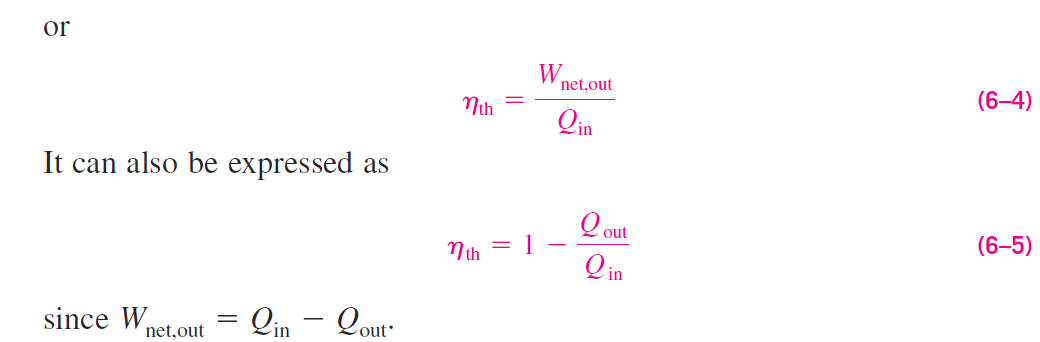 or
η_th = W_net,out / Q_in (6–4)
It can also be expressed as
η_th = 1 − Q_out / Q_in (6–5)
since W_net,out = Q_in − Q_out.